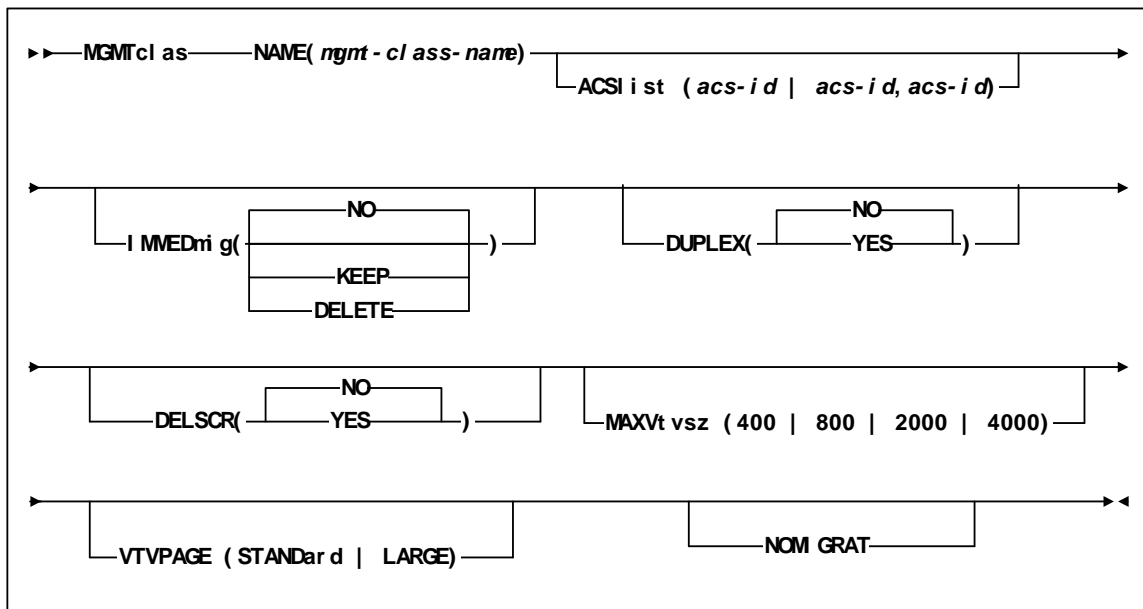 MGMTclas NAME(mgmt-class-name)
ACSlist (acs-id | acs-id,acs-id)
NO
IMMEDmig( )
KEEP
DELETE
NO
DUPLEX( YES )
NO
DELSCR( YES )
MAXVtvsz (400 | 800 | 2000 | 4000)
VTVPAGE (STANDard | LARGE)
NOMIGRAT